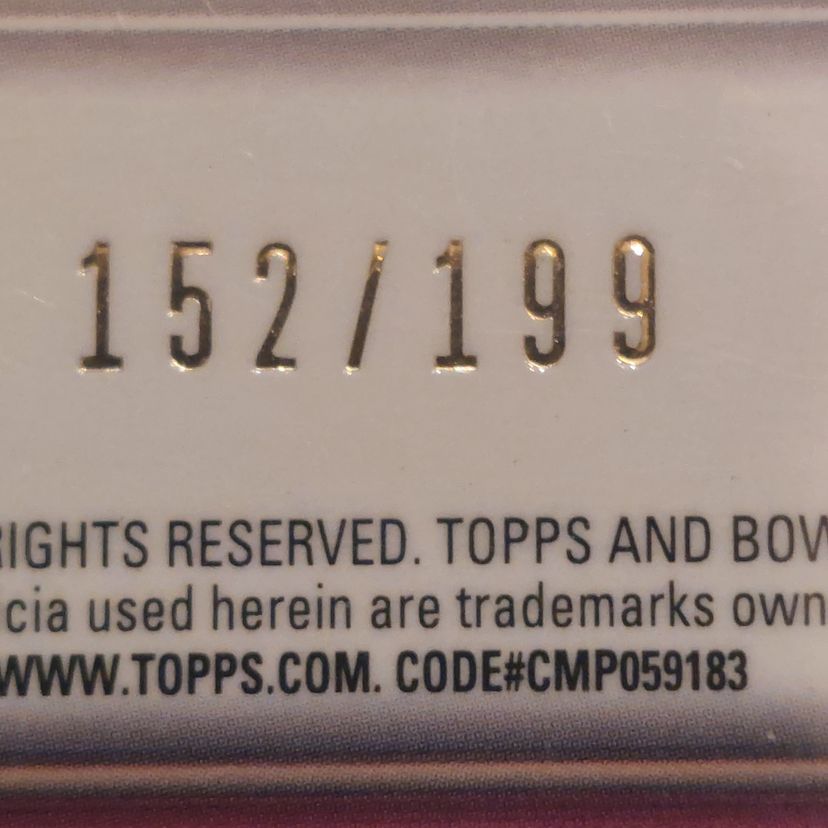 152/199
RIGHTS RESERVED. TOPPS AND BOW
cia used herein are trademarks own
WWW.TOPPS.COM. CODE#CMP059183